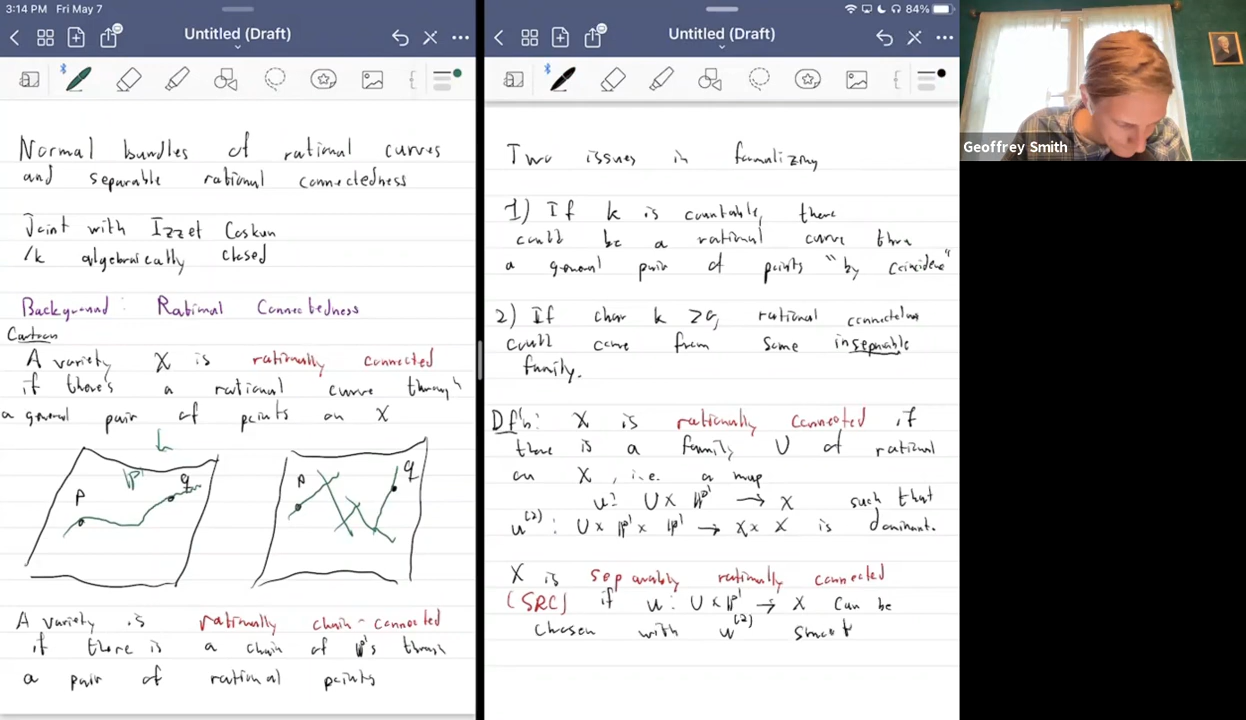 3:14 PM Fri May 7
Untitled (Draft)
Normal bundles of rational curves
and separable rational connectedness
Joint with Izzet Coskun
/k algebraically closed
Background: Rational Connectedness
Cartoon
A variety X is rationally connected
if there's a rational curve through
a general pair of points on X
P
ℙ¹
q
p
q
A variety is rationally chain-connected
if there is a chain of ℙ¹s through
a pair of rational points
84%
Untitled (Draft)
Two issues in formalizing
1) If k is countable, there
could be a rational curve thru
a general pair of points "by coincidence"
2) If char k > 0, rational connectedness
could come from some inseparable
family.
Df'n: X is rationally connected if
there is a family U of rational
on X, i.e. a map
u: U × ℙ¹ → X such that
u⁽²⁾: U × ℙ¹ × ℙ¹ → X × X is dominant.
X is separably rationally connected
(SRC) if u: U × ℙ¹ → X can be
chosen with u⁽²⁾ smoot
Geoffrey Smith